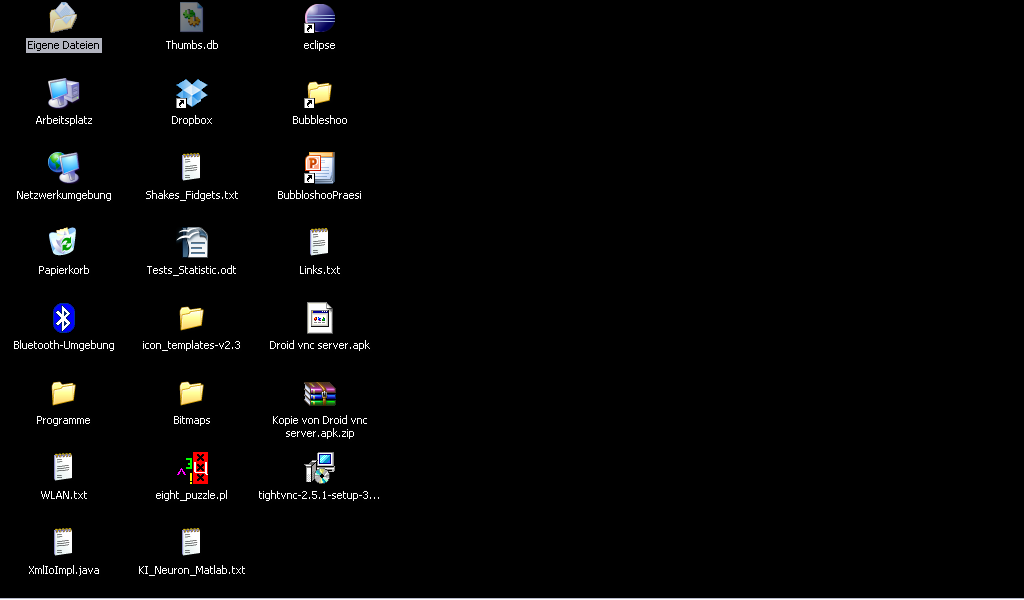 Eigene Dateien
Thumbs.db
eclipse
Arbeitsplatz
Dropbox
Bubbleshoo
Netzwerkumgebung
Shakes_Fidgets.txt
BubbloshooPraesi
Papierkorb
Tests_Statistic.odt
Links.txt
Bluetooth-Umgebung
icon_templates-v2.3
Droid vnc server.apk
Programme
Bitmaps
Kopie von Droid vnc
server.apk.zip
WLAN.txt
eight_puzzle.pl
tightvnc-2.5.1-setup-3...
XmlIoImpl.java
KI_Neuron_Matlab.txt